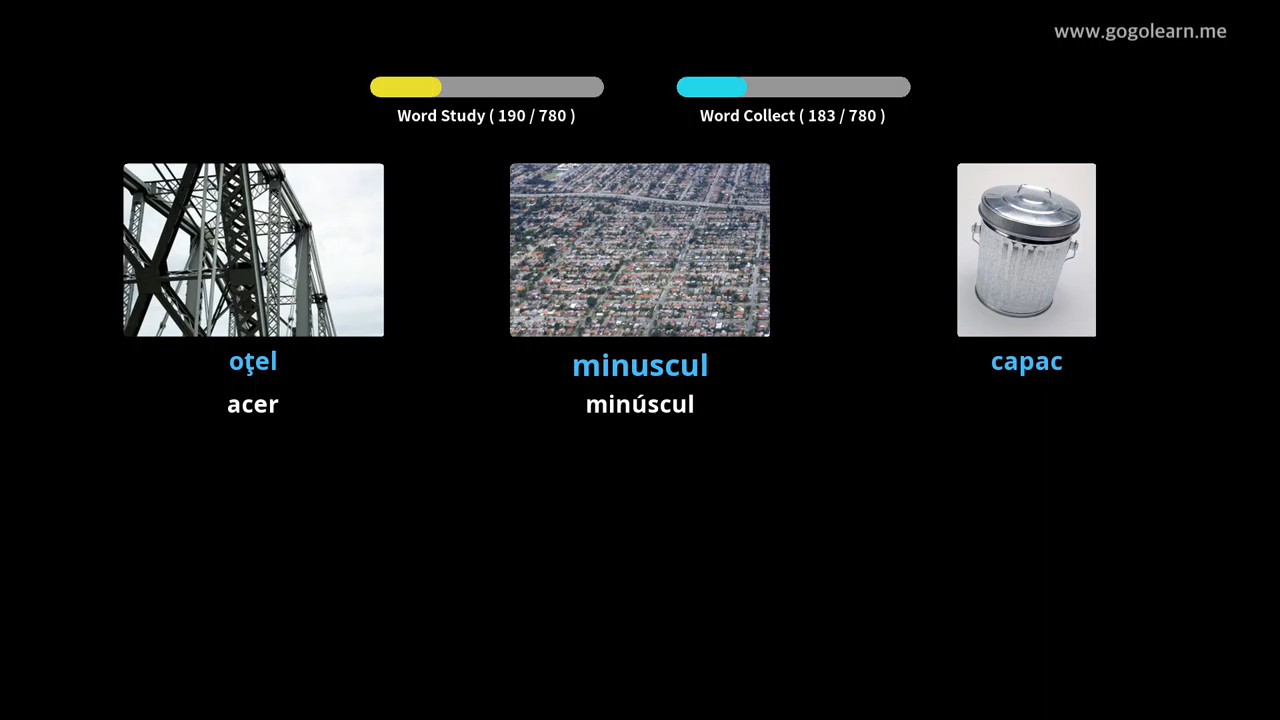 www.gogolearn.me
Word Study ( 190 / 780 )
Word Collect ( 183 / 780 )
oţel
minuscul
capac
acer
minúscul